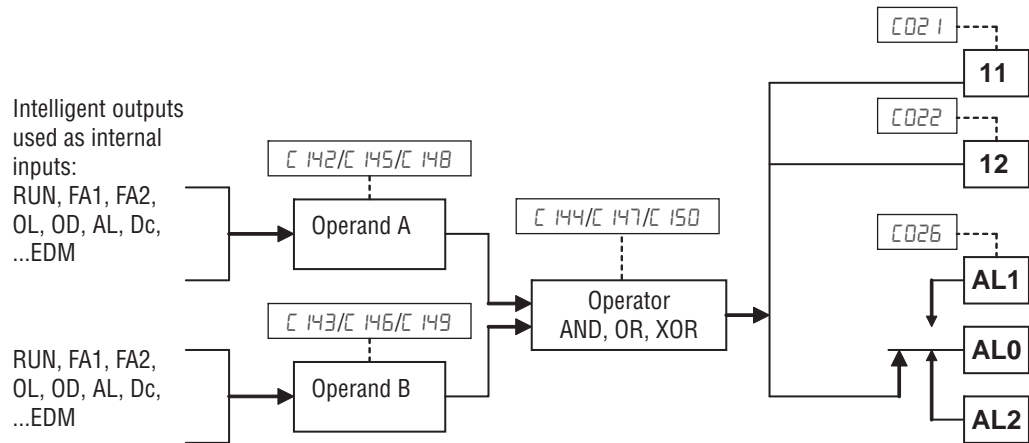 Intelligent outputs
used as internal
inputs:
RUN, FA1, FA2,
OL, OD, AL, Dc,
...EDM
C142/C145/C148
Operand A
RUN, FA1, FA2,
OL, OD, AL, Dc,
...EDM
C143/C146/C149
Operand B
C144/C147/C150
Operator
AND, OR, XOR
C021
11
C022
12
C026
AL1
AL0
AL2